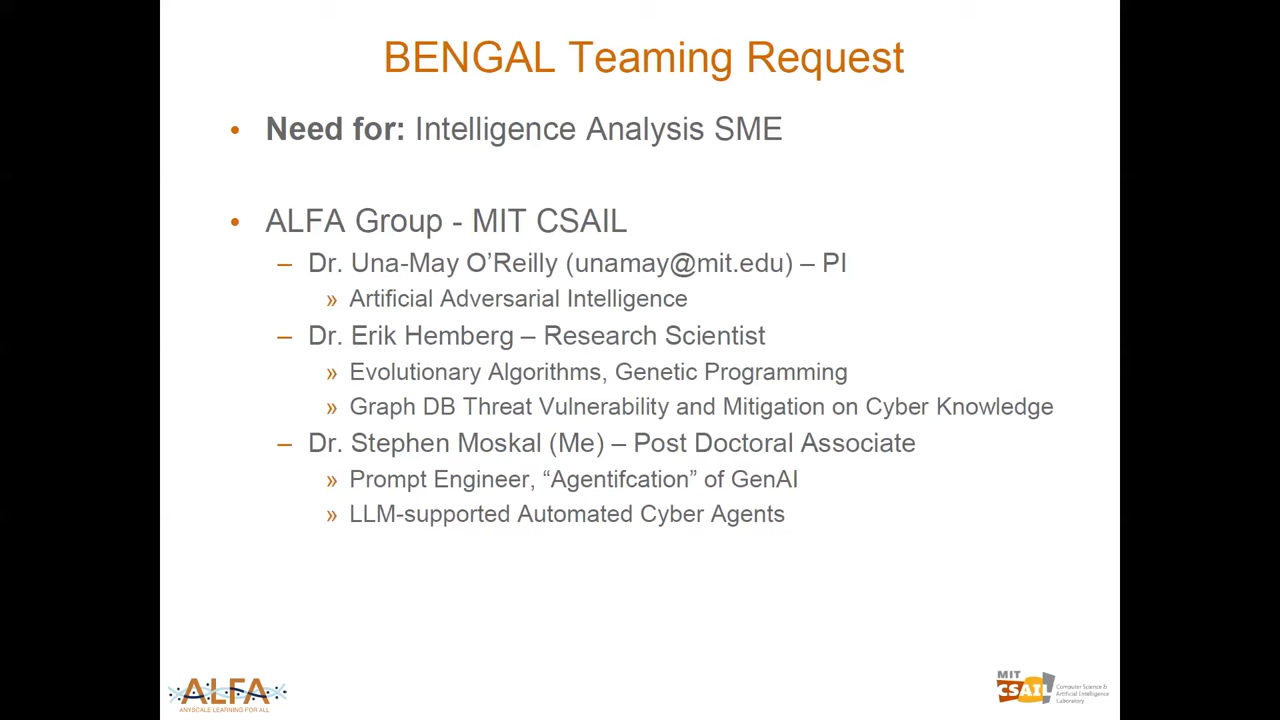 BENGAL Teaming Request
• Need for: Intelligence Analysis SME
• ALFA Group - MIT CSAIL
– Dr. Una-May O’Reilly (unamay@mit.edu) – PI
» Artificial Adversarial Intelligence
– Dr. Erik Hemberg – Research Scientist
» Evolutionary Algorithms, Genetic Programming
» Graph DB Threat Vulnerability and Mitigation on Cyber Knowledge
– Dr. Stephen Moskal (Me) – Post Doctoral Associate
» Prompt Engineer, “Agentifcation” of GenAI
» LLM-supported Automated Cyber Agents
ALFA
ANYSCALE LEARNING FOR ALL
MIT
CSAIL
Computer Science &
Artificial Intelligence
Laboratory